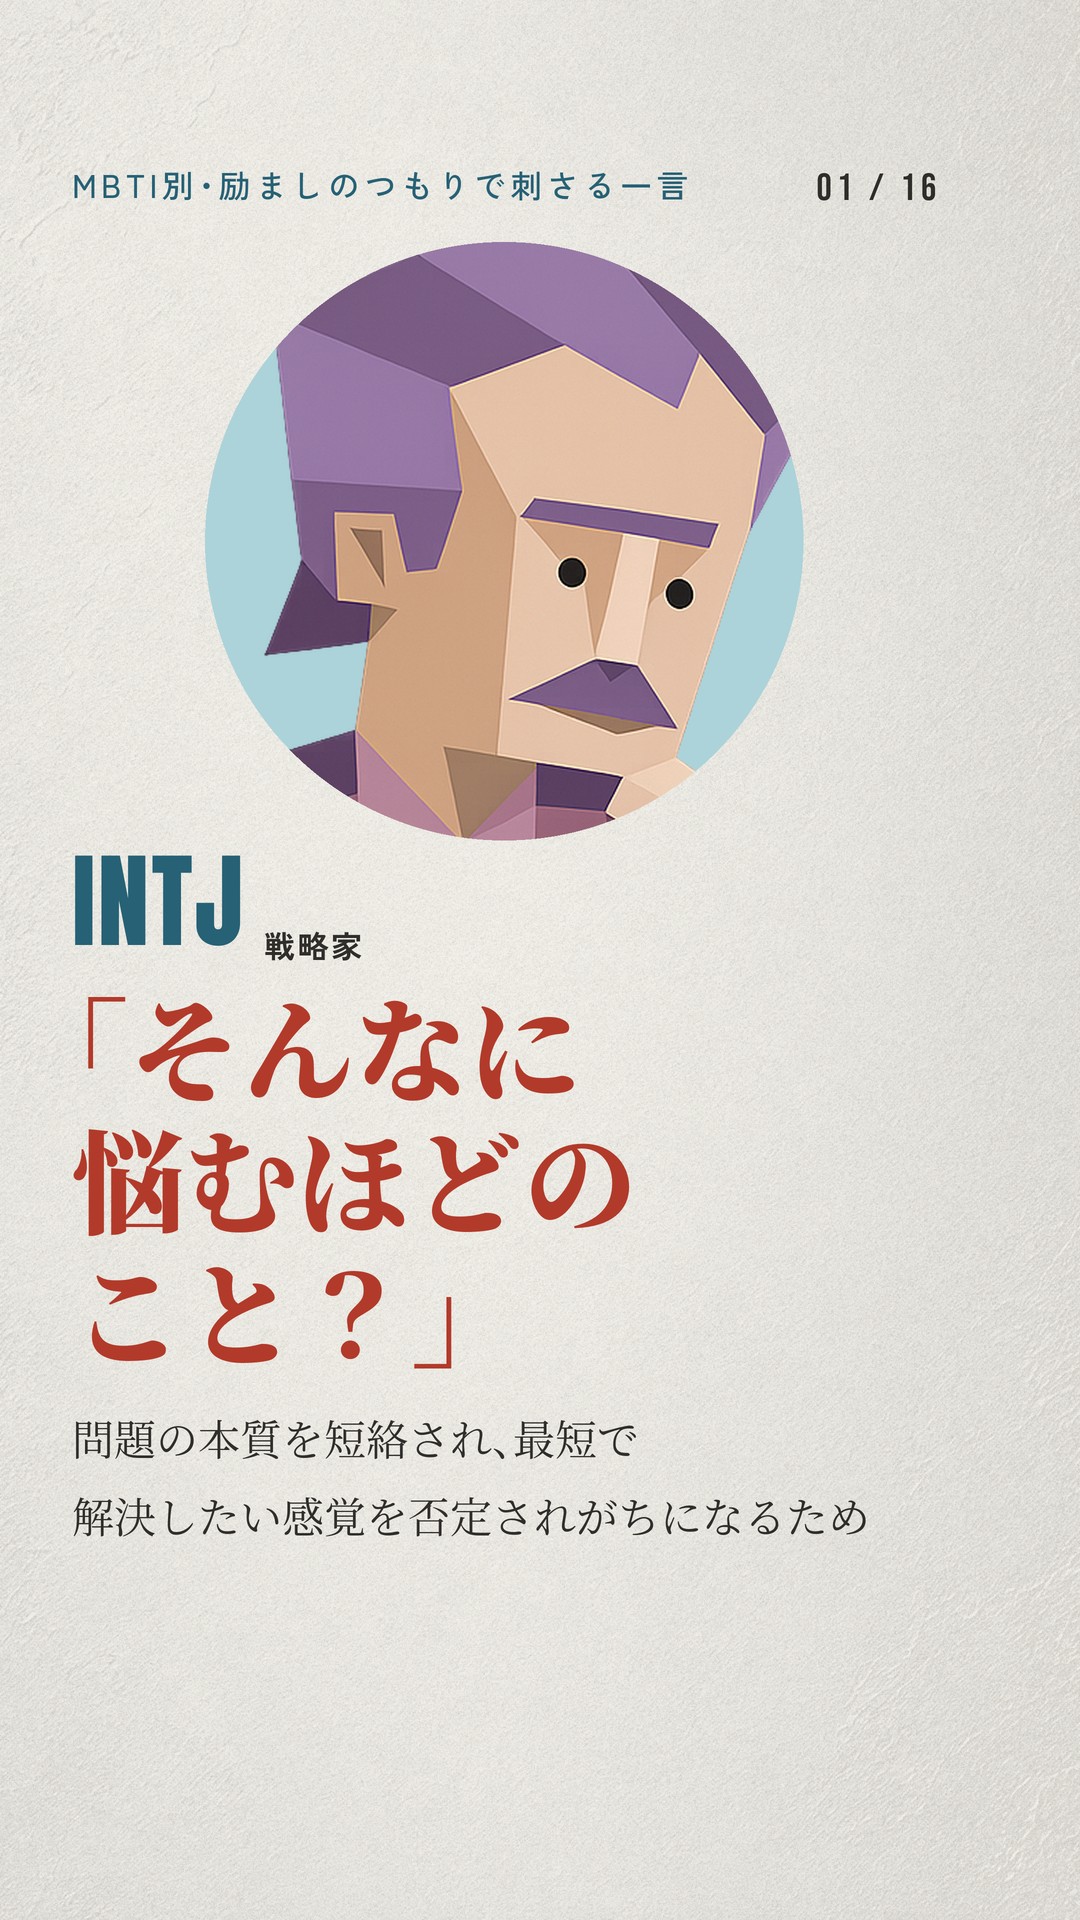 MBTI別・励ましのつもりで刺さる一言
01 / 16
INTJ 戦略家
「そんなに
悩むほどの
こと？」
問題の本質を短絡され、最短で
解決したい感覚を否定されがちになるため